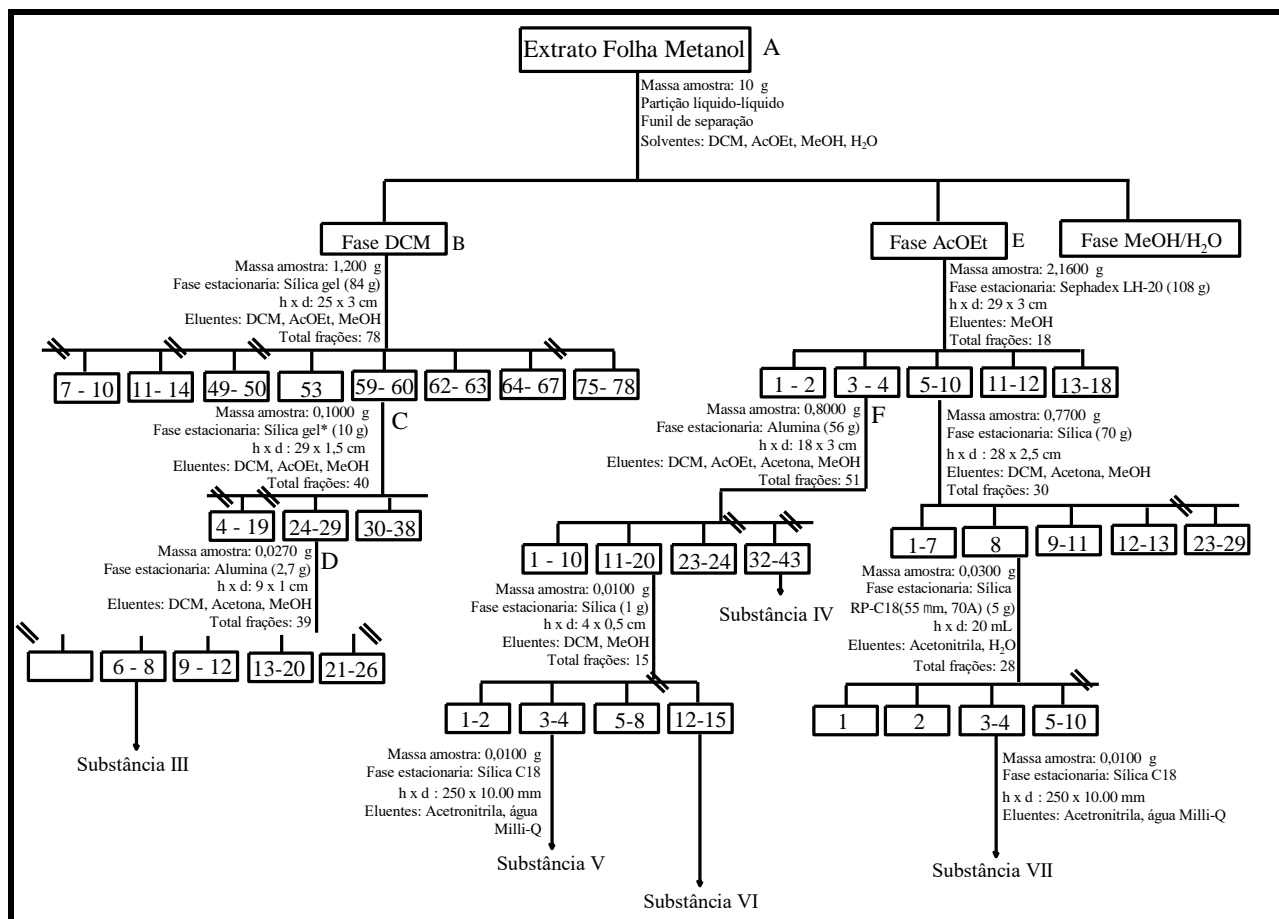 Extrato Folha Metanol
A
Massa amostra: 10 g
Partição líquido-líquido
Funil de separação
Solventes: DCM, AcOEt, MeOH, H₂O
Fase DCM
B
Fase AcOEt
E
Fase MeOH/H₂O
Massa amostra: 1,200 g
Fase estacionaria: Sílica gel (84 g)
h x d: 25 x 3 cm
Eluentes: DCM, AcOEt, MeOH
Total frações: 78
Massa amostra: 2,1600 g
Fase estacionaria: Sephadex LH-20 (108 g)
h x d: 29 x 3 cm
Eluentes: MeOH
Total frações: 18
7 - 10
11- 14
49- 50
53
59- 60
62- 63
64- 67
75- 78
1 - 2
3 - 4
5-10
11-12
13-18
Massa amostra: 0,1000 g
Fase estacionaria: Sílica gel* (10 g)
h x d : 29 x 1,5 cm
Eluentes: DCM, AcOEt, MeOH
Total frações: 40
C
Massa amostra: 0,8000 g
Fase estacionaria: Alumina (56 g)
h x d: 18 x 3 cm
Eluentes: DCM, AcOEt, Acetona, MeOH
Total frações: 51
F
Massa amostra: 0,7700 g
Fase estacionaria: Sílica (70 g)
h x d : 28 x 2,5 cm
Eluentes: DCM, Acetona, MeOH
Total frações: 30
4 - 19
24-29
30-38
1 - 10
11-20
23-24
32-43
1-7
8
9-11
12-13
23-29
Massa amostra: 0,0270 g
Fase estacionaria: Alumina (2,7 g)
h x d: 9 x 1 cm
Eluentes: DCM, Acetona, MeOH
Total frações: 39
D
Massa amostra: 0,0100 g
Fase estacionaria: Sílica (1 g)
h x d: 4 x 0,5 cm
Eluentes: DCM, MeOH
Total frações: 15
Substância IV
Massa amostra: 0,0300 g
Fase estacionaria: Sílica
RP-C18(55 mm, 70A) (5 g)
h x d: 20 mL
Eluentes: Acetonitrila, H₂O
Total frações: 28
6 - 8
9 - 12
13-20
21-26
1-2
3-4
5-8
12-15
1
2
3-4
5-10
Substância III
Massa amostra: 0,0100 g
Fase estacionaria: Sílica C18
h x d : 250 x 10.00 mm
Eluentes: Acetronitrila, água
Milli-Q
Massa amostra: 0,0100 g
Fase estacionaria: Sílica C18
h x d : 250 x 10.00 mm
Eluentes: Acetonitrila, água Milli-Q
Substância V
Substância VI
Substância VII